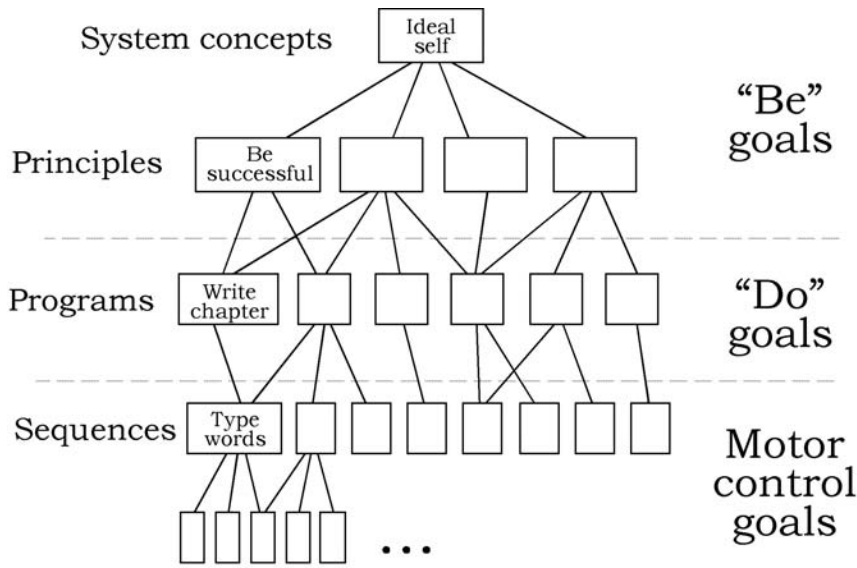 System concepts
Ideal
self
“Be”
goals
Principles
Be
successful
Programs
Write
chapter
“Do”
goals
Sequences
Type
words
Motor
control
goals
...